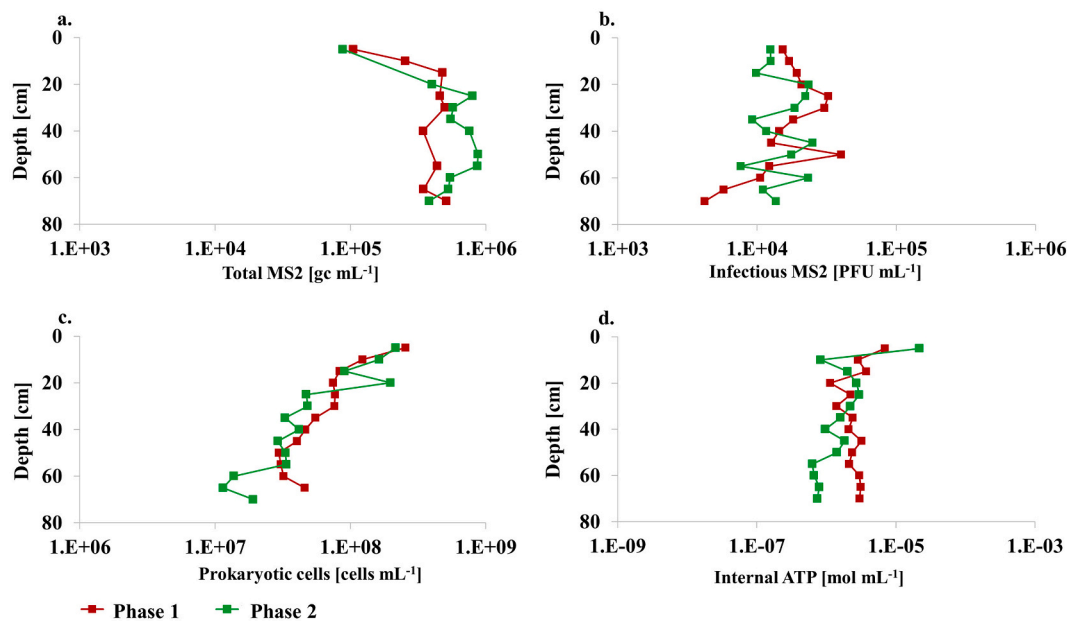 a.
0
20
40
60
80
Depth [cm]
1.E+03 1.E+04 1.E+05 1.E+06
Total MS2 [gc mL-1]
b.
0
20
40
60
80
Depth [cm]
1.E+03 1.E+04 1.E+05 1.E+06
Infectious MS2 [PFU mL-1]
c.
0
20
40
60
80
Depth [cm]
1.E+06 1.E+07 1.E+08 1.E+09
Prokaryotic cells [cells mL-1]
d.
0
20
40
60
80
Depth [cm]
1.E-09 1.E-07 1.E-05 1.E-03
Internal ATP [mol mL-1]
Phase 1 Phase 2